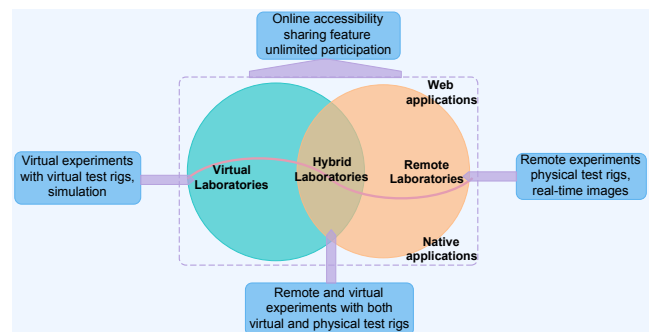 Online accessibility
sharing feature
unlimited participation
Web
applications
Virtual experiments
with virtual test rigs,
simulation
Virtual
Laboratories
Hybrid
Laboratories
Remote
Laboratories
Remote experiments
physical test rigs,
real-time images
Native
applications
Remote and virtual
experiments with both
virtual and physical test rigs